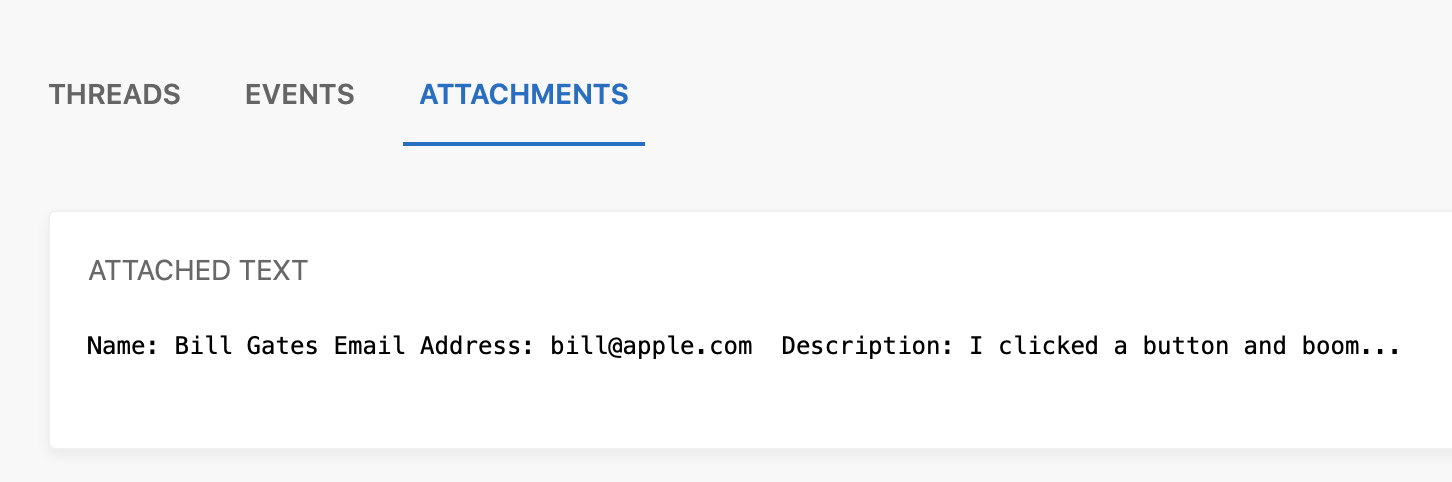 THREADS EVENTS ATTACHMENTS
ATTACHED TEXT
Name: Bill Gates Email Address: bill@apple.com  Description: I clicked a button and boom...